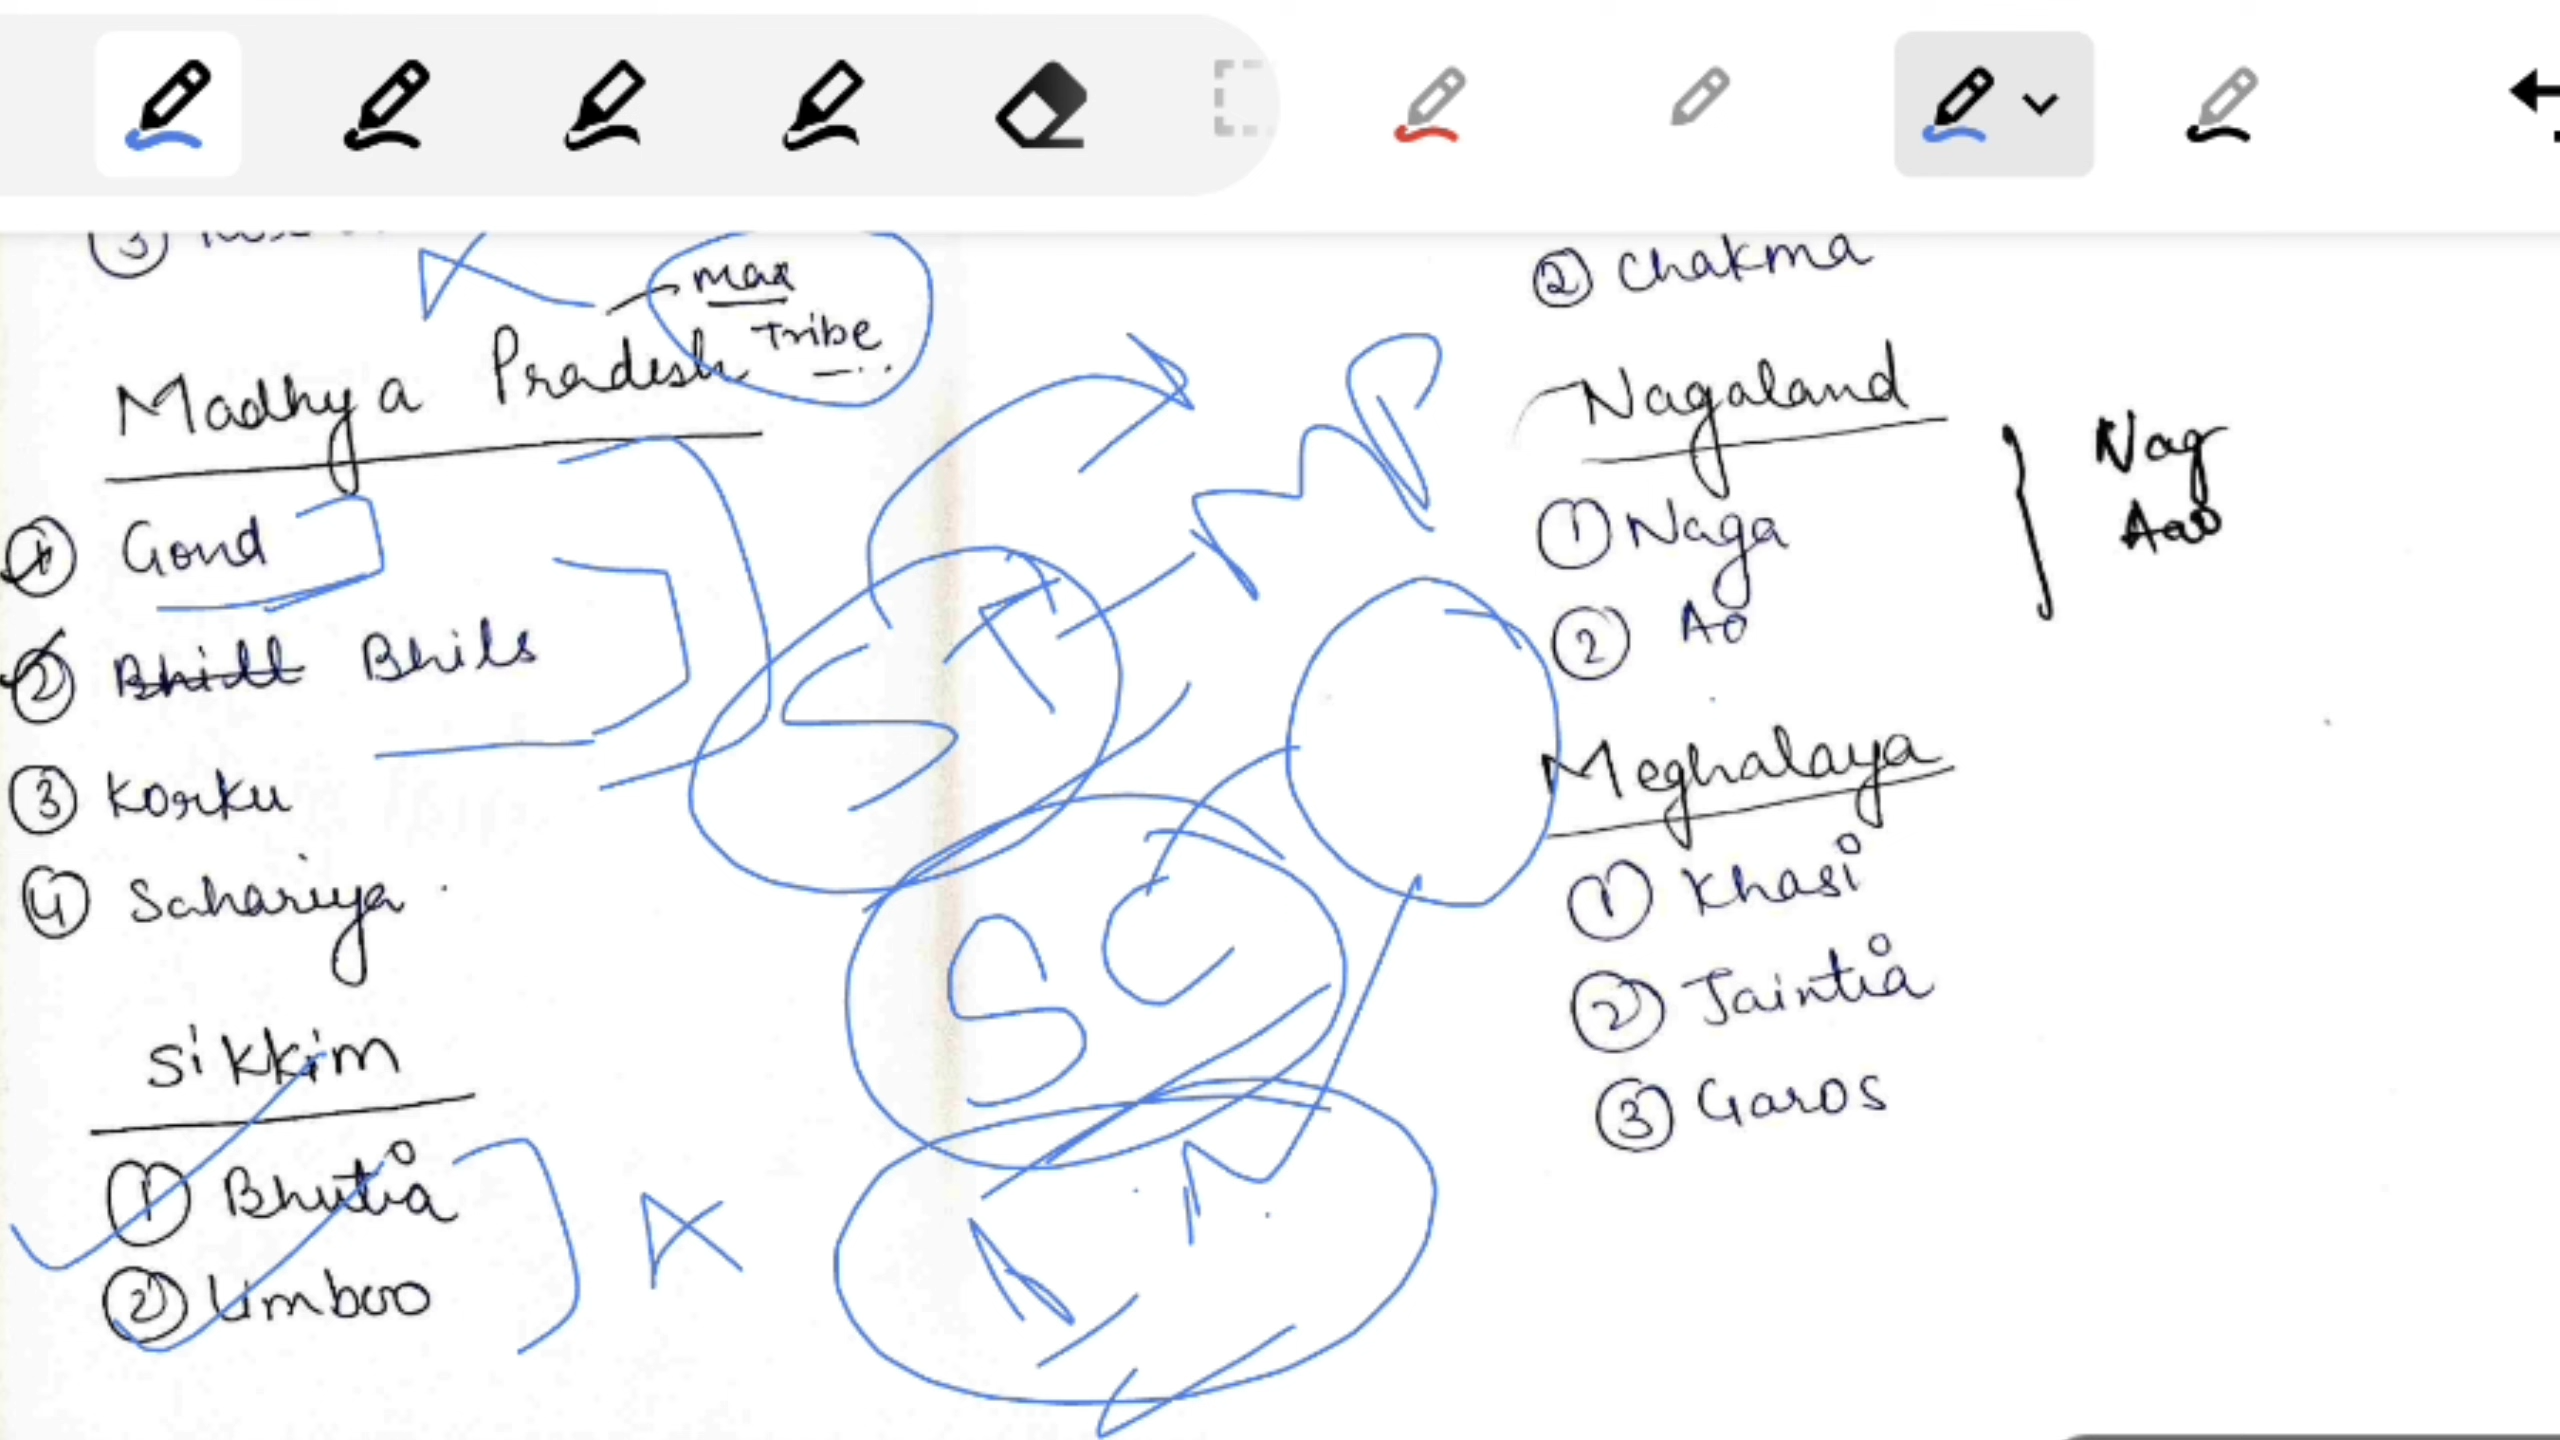 ③
max
Tribe
Madhya Pradesh
① Gond
② Bhill Bhils
③ Korku
④ Sahariya
Sikkim
① Bhutia
② Limboo
ST
MP
SC
② Chakma
Nagaland
① Naga
② Ao
Nag
Aao
Meghalaya
① Khasi
② Jaintia
③ Garos